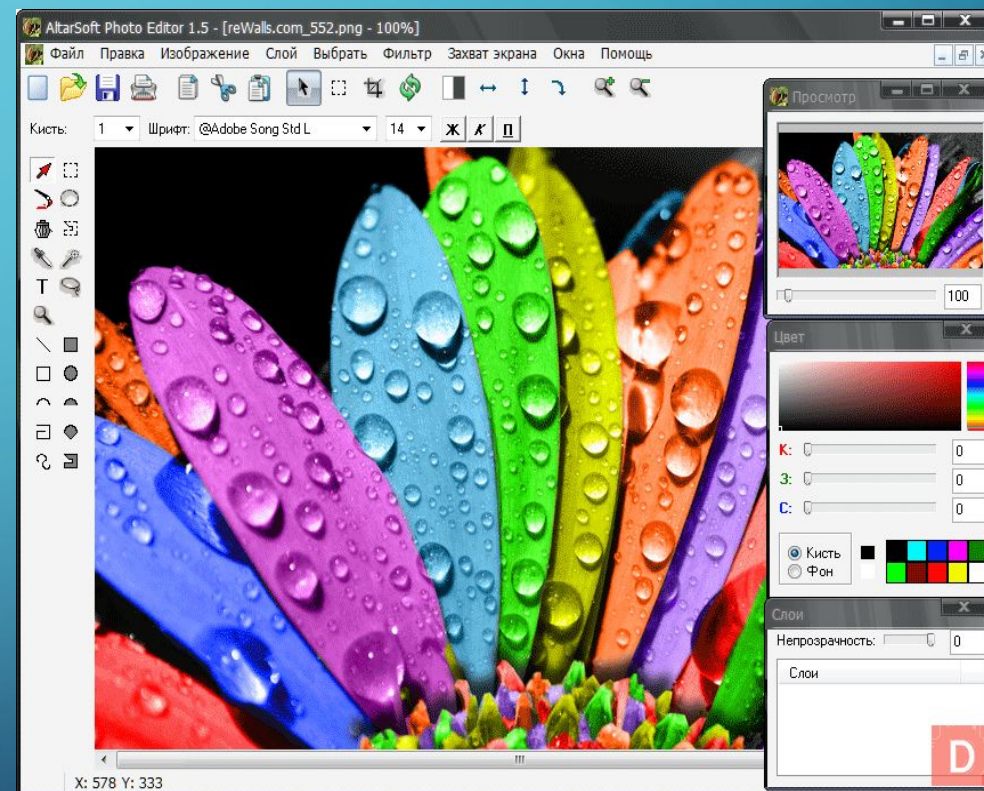 AltarSoft Photo Editor 1.5 - [reWalls.com_552.png - 100%]
Файл Правка Изображение Слой Выбрать Фильтр Захват экрана Окна Помощь
Кисть: 1 Шрифт: @Adobe Song Std L 14 Ж К П
T
Просмотр
100
Цвет
К: 0
З: 0
С: 0
Кисть
Фон
Слои
Непрозрачность: 0
Слои
D
X: 578 Y: 333